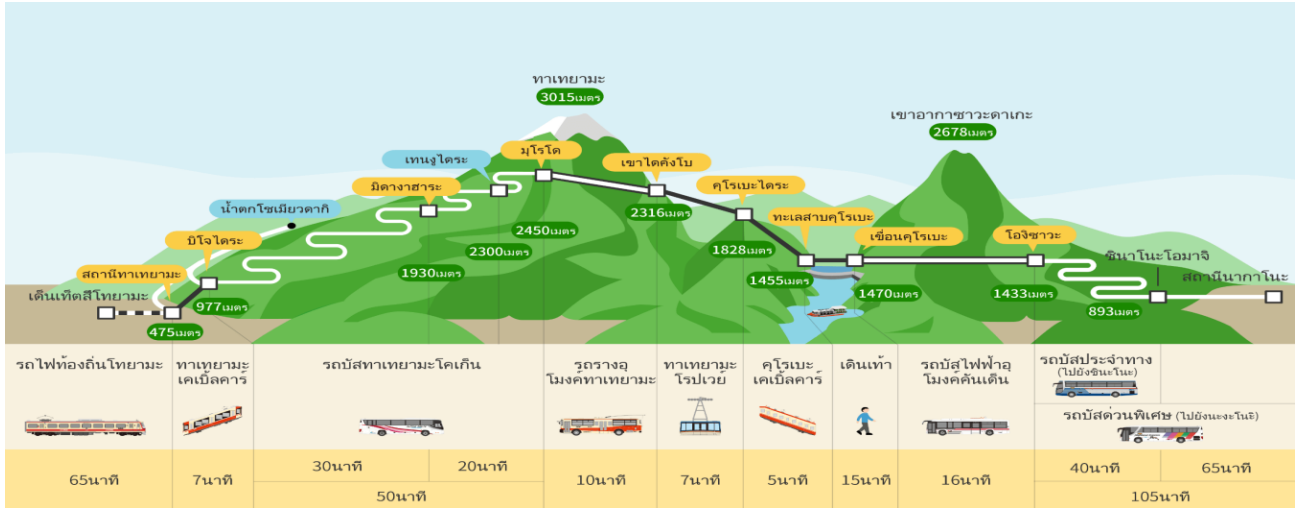 ทาเทยามะ
3015เมตร
เขาอากาซาวะดาเกะ
2678เมตร
เทนงูไดระ
มุโรโด
เขาไดคังโบ
มิดางาฮาระ
คุโรเบะไดระ
น้ำตกโชเมียวดากิ
ทะเลสาบคุโรเบะ
บิโจไดระ
เขื่อนคุโรเบะ
โองิซาวะ
2316เมตร
2450เมตร
1828เมตร
2300เมตร
ชินาโนะโอมาจิ
สถานีทาเทยามะ
สถานีนากาโนะ
1930เมตร
1455เมตร
เด็นเท็ตสึโทยามะ
977เมตร
1470เมตร
1433เมตร
893เมตร
475เมตร
รถไฟท้องถิ่นโทยามะ
ทาเทยามะ
เคเบิ้ลคาร์
รถบัสทาเทยามะโคเก็น
รถรางอุ
โมงค์ทาเทยามะ
ทาเทยามะ
โรปเวย์
คุโรเบะ
เคเบิ้ลคาร์
เดินเท้า
รถบัสไฟฟ้าอุ
โมงค์คันเด็น
รถบัสประจำทาง
(ไปยังชินะโนะ)
รถบัสด่วนพิเศษ (ไปยังนะงะโนะ)
65นาที
7นาที
30นาที
20นาที
50นาที
10นาที
7นาที
5นาที
15นาที
16นาที
40นาที
65นาที
105นาที